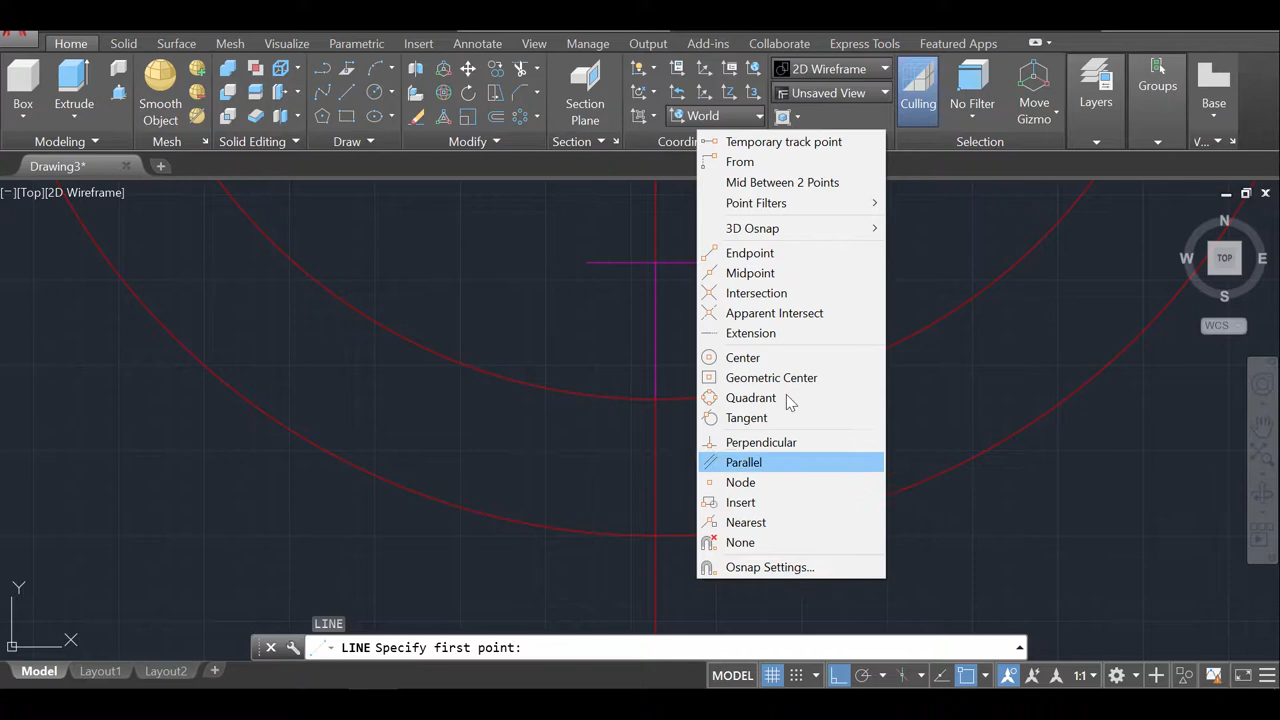 Home Solid Surface Mesh Visualize Parametric Insert Annotate View Manage Output Add-ins Collaborate Express Tools Featured Apps
2D Wireframe
Unsaved View
World
Box Extrude Smooth Object Section Plane Culling No Filter Move Gizmo Layers Groups Base
Modeling Mesh Solid Editing Draw Modify Section Coordi Selection V...
Drawing3*
[−][Top][2D Wireframe]
Temporary track point
From
Mid Between 2 Points
Point Filters
3D Osnap
Endpoint
Midpoint
Intersection
Apparent Intersect
Extension
Center
Geometric Center
Quadrant
Tangent
Perpendicular
Parallel
Node
Insert
Nearest
None
Osnap Settings...
N
W TOP E
S
WCS
Y
X
LINE
LINE Specify first point:
Model Layout1 Layout2 +
MODEL 1:1